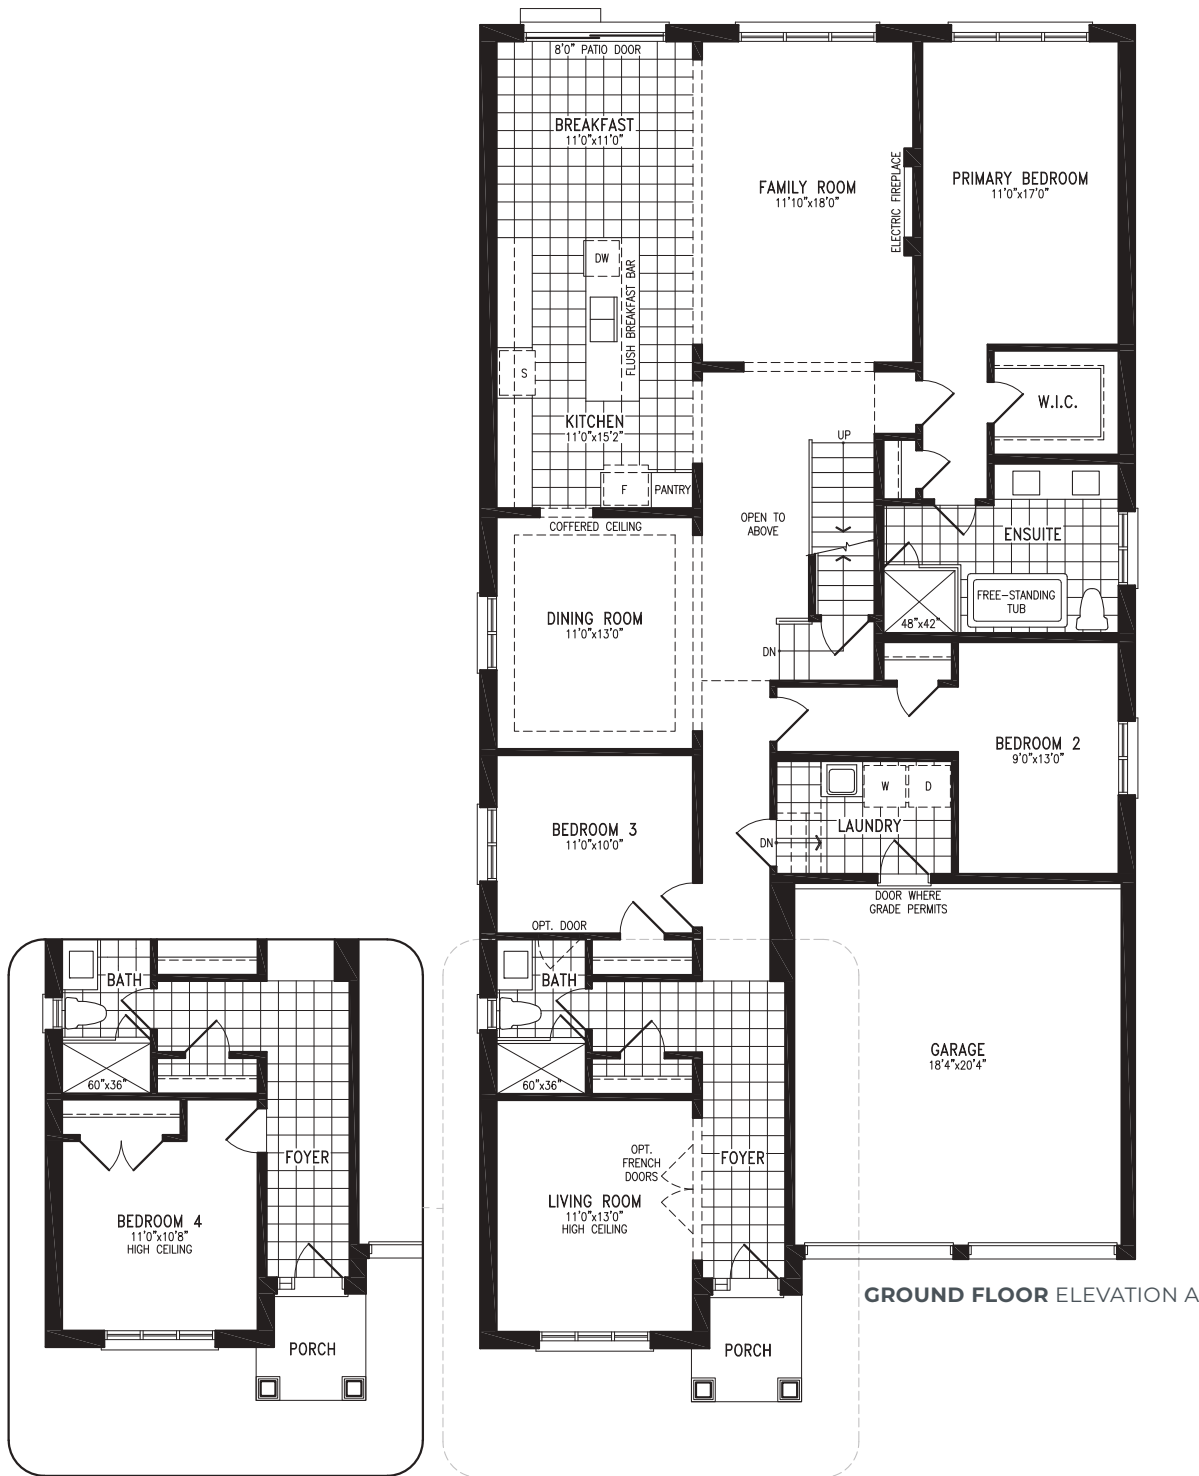 8'0" PATIO DOOR
BREAKFAST
11'0"x11'0"
FAMILY ROOM
11'10"x18'0"
ELECTRIC FIREPLACE
PRIMARY BEDROOM
11'0"x17'0"
DW
FLUSH BREAKFAST BAR
S
KITCHEN
11'0"x15'2"
F
PANTRY
W.I.C.
UP
OPEN TO
ABOVE
COFFERED CEILING
ENSUITE
FREE-STANDING
TUB
48"x42"
DINING ROOM
11'0"x13'0"
DN
BEDROOM 2
9'0"x13'0"
W
D
LAUNDRY
DN
BEDROOM 3
11'0"x10'0"
DOOR WHERE
GRADE PERMITS
OPT. DOOR
BATH
60"x36"
GARAGE
18'4"x20'4"
OPT.
FRENCH
DOORS
FOYER
LIVING ROOM
11'0"x13'0"
HIGH CEILING
PORCH
BATH
60"x36"
FOYER
BEDROOM 4
11'0"x10'8"
HIGH CEILING
PORCH
GROUND FLOOR ELEVATION A